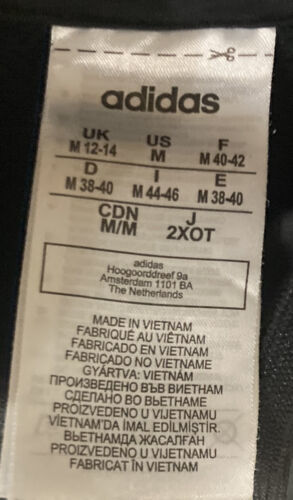 adidas
UK US F
M 12-14 M M 40-42
D I E
M 38-40 M 44-46 M 38-40
CDN J
M/M 2XOT
adidas
Hoogoorddreef 9a
Amsterdam 1101 BA
The Netherlands
MADE IN VIETNAM
FABRIQUÉ AU VIÊTNAM
FABRICADO EN VIETNAM
FABRICADO NO VIETNAME
GYÁRTVA: VIETNÁM
ПРОИЗВЕДЕНО ВЪВ ВИЕТНАМ
СДЕЛАНО ВО ВЬЕТНАМЕ
PROIZVEDENO U VIJETNAMU
VİETNAM'DA IMAL EDİLMİŞTİR.
ВЬЕТНАМДА ЖАСАЛҒАН
PROIZVEDENO U VIJETNAMU
FABRICAT ÎN VIETNAM